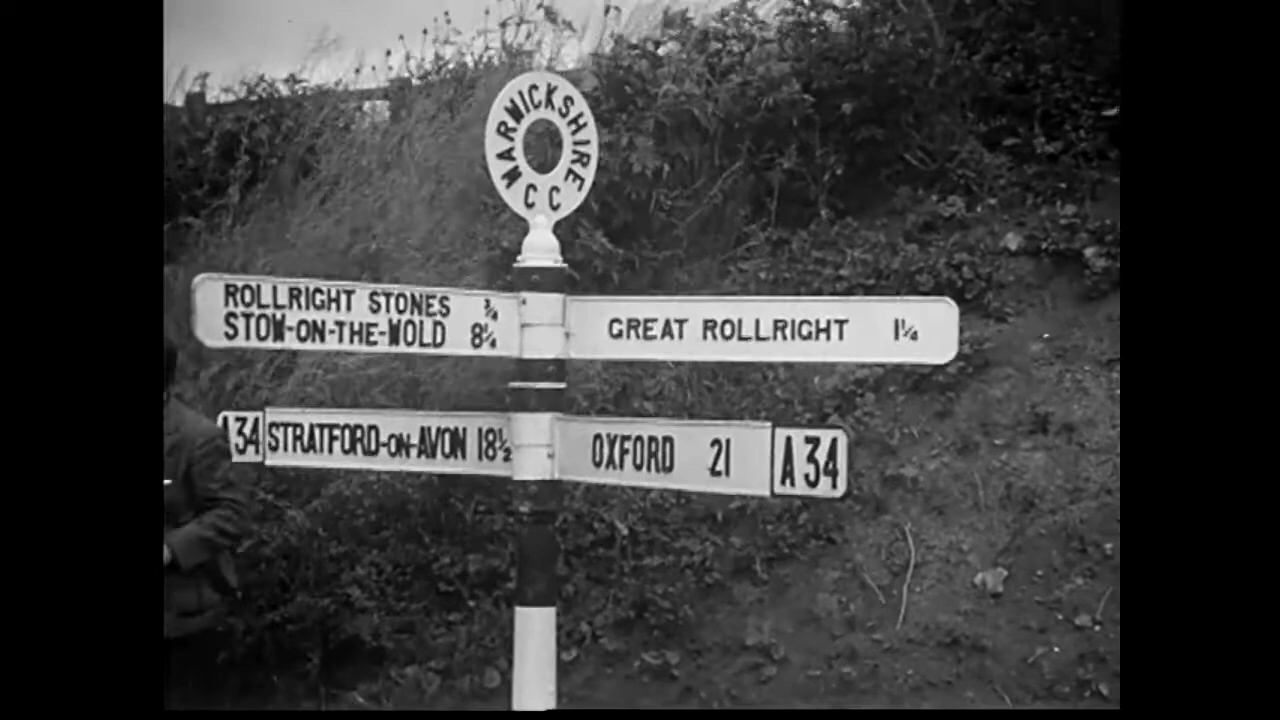 WARWICKSHIRE
CC
ROLLRIGHT STONES ¾
STOW-ON-THE-WOLD 8¼
GREAT ROLLRIGHT 1¼
A34 STRATFORD-ON-AVON 18½
OXFORD 21 A34